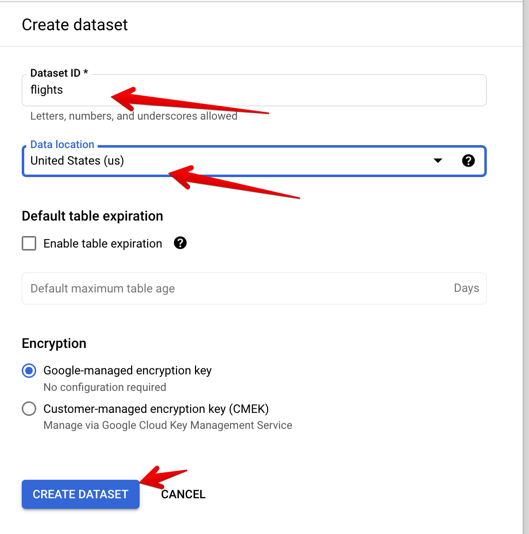 Create dataset
Dataset ID *
flights
Letters, numbers, and underscores allowed
Data location
United States (us)
Default table expiration
Enable table expiration
Default maximum table age Days
Encryption
Google-managed encryption key
No configuration required
Customer-managed encryption key (CMEK)
Manage via Google Cloud Key Management Service
CREATE DATASET CANCEL